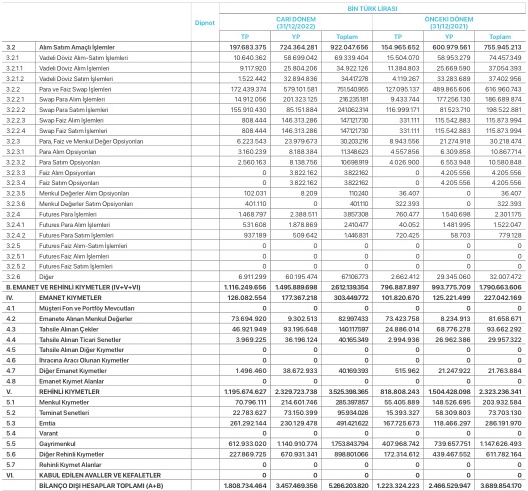 BİN TÜRK LİRASI
Dipnot CARİ DÖNEM (31/12/2022) ÖNCEKİ DÖNEM (31/12/2021)
TP YP Toplam TP YP Toplam
3.2 Alım Satım Amaçlı İşlemler 197.683.375 724.364.281 922.047.656 154.965.652 600.979.561 755.945.213
3.2.1 Vadeli Döviz Alım-Satım İşlemleri 10.640.362 58.699.042 69.339.404 15.504.070 58.953.279 74.457.349
3.2.1.1 Vadeli Döviz Alım İşlemleri 9.117.920 25.804.206 34.922.126 11.384.803 25.669.590 37.054.393
3.2.1.2 Vadeli Döviz Satım İşlemleri 1.522.442 32.894.836 34.417.278 4.119.267 33.283.689 37.402.956
3.2.2 Para ve Faiz Swap İşlemleri 172.439.374 579.101.581 751.540.955 127.095.137 489.865.606 616.960.743
3.2.2.1 Swap Para Alım İşlemleri 14.912.056 201.323.125 216.235.181 9.433.744 177.256.130 186.689.874
3.2.2.2 Swap Para Satım İşlemleri 155.910.430 85.151.884 241.062.314 116.999.171 81.523.710 198.522.881
3.2.2.3 Swap Faiz Alım İşlemleri 808.444 146.313.286 147.121.730 331.111 115.542.883 115.873.994
3.2.2.4 Swap Faiz Satım İşlemleri 808.444 146.313.286 147.121.730 331.111 115.542.883 115.873.994
3.2.3 Para, Faiz ve Menkul Değer Opsiyonları 6.223.543 23.979.673 30.203.216 8.943.556 21.274.918 30.218.474
3.2.3.1 Para Alım Opsiyonları 3.160.239 8.188.384 11.348.623 4.557.856 6.309.858 10.867.714
3.2.3.2 Para Satım Opsiyonları 2.560.163 8.138.756 10.698.919 4.026.900 6.553.948 10.580.848
3.2.3.3 Faiz Alım Opsiyonları 0 3.822.162 3.822.162 0 4.205.556 4.205.556
3.2.3.4 Faiz Satım Opsiyonları 0 3.822.162 3.822.162 0 4.205.556 4.205.556
3.2.3.5 Menkul Değerler Alım Opsiyonları 102.031 8.209 110.240 36.407 0 36.407
3.2.3.6 Menkul Değerler Satım Opsiyonları 401.110 0 401.110 322.393 0 322.393
3.2.4 Futures Para İşlemleri 1.468.797 2.388.511 3.857.308 760.477 1.540.698 2.301.175
3.2.4.1 Futures Para Alım İşlemleri 531.608 1.878.869 2.410.477 40.052 1.481.995 1.522.047
3.2.4.2 Futures Para Satım İşlemleri 937.189 509.642 1.446.831 720.425 58.703 779.128
3.2.5 Futures Faiz Alım-Satım İşlemleri 0 0 0 0 0 0
3.2.5.1 Futures Faiz Alım İşlemleri 0 0 0 0 0 0
3.2.5.2 Futures Faiz Satım İşlemleri 0 0 0 0 0 0
3.2.6 Diğer 6.911.299 60.195.474 67.106.773 2.662.412 29.345.060 32.007.472
B. EMANET VE REHİNLİ KIYMETLER (IV+V+VI) 1.116.249.656 1.495.889.698 2.612.139.354 796.887.897 993.775.709 1.790.663.606
IV. EMANET KIYMETLER 126.082.554 177.367.218 303.449.772 101.820.670 125.221.499 227.042.169
4.1 Müşteri Fon ve Portföy Mevcutları 0 0 0 0 0 0
4.2 Emanete Alınan Menkul Değerler 73.694.920 9.302.513 82.997.433 73.423.758 8.234.913 81.658.671
4.3 Tahsile Alınan Çekler 46.921.949 93.195.648 140.117.597 24.886.014 68.776.278 93.662.292
4.4 Tahsile Alınan Ticari Senetler 3.969.225 36.196.124 40.165.349 2.994.936 26.962.386 29.957.322
4.5 Tahsile Alınan Diğer Kıymetler 0 0 0 0 0 0
4.6 İhracına Aracı Olunan Kıymetler 0 0 0 0 0 0
4.7 Diğer Emanet Kıymetler 1.496.460 38.672.933 40.169.393 515.962 21.247.922 21.763.884
4.8 Emanet Kıymet Alanlar 0 0 0 0 0 0
V. REHİNLİ KIYMETLER 1.195.674.627 2.329.723.738 3.525.398.365 818.808.243 1.504.428.098 2.323.236.341
5.1 Menkul Kıymetler 70.796.111 214.601.746 285.397.857 55.405.889 148.526.695 203.932.584
5.2 Teminat Senetleri 22.783.627 73.150.399 95.934.026 15.393.327 58.309.803 73.703.130
5.3 Emtia 261.292.144 230.129.478 491.421.622 167.725.673 118.466.297 286.191.970
5.4 Varant 0 0 0 0 0 0
5.5 Gayrimenkul 612.933.020 1.140.910.774 1.753.843.794 407.968.742 739.657.751 1.147.626.493
5.6 Diğer Rehinli Kıymetler 227.869.725 670.931.341 898.801.066 172.314.612 439.467.552 611.782.164
5.7 Rehinli Kıymet Alanlar 0 0 0 0 0 0
VI. KABUL EDİLEN AVALLER VE KEFALETLER 0 0 0 0 0 0
BİLANÇO DIŞI HESAPLAR TOPLAMI (A+B) 1.808.734.464 3.457.469.356 5.266.203.820 1.223.324.223 2.466.529.947 3.689.854.170